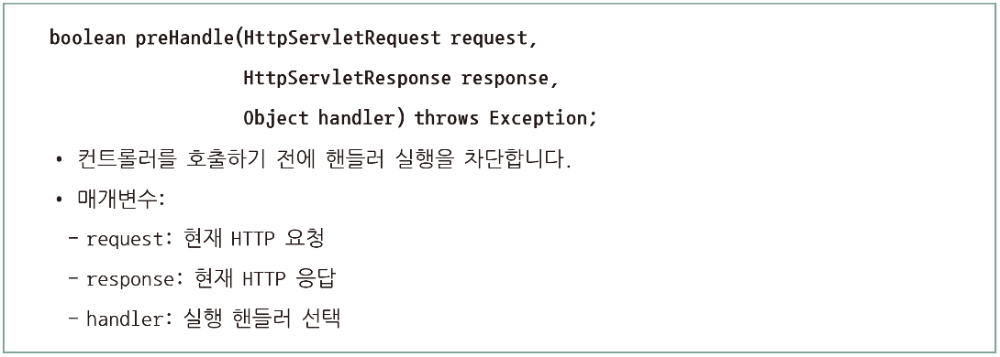 boolean preHandle(HttpServletRequest request,
HttpServletResponse response,
Object handler) throws Exception;
• 컨트롤러를 호출하기 전에 핸들러 실행을 차단합니다.
• 매개변수:
- request: 현재 HTTP 요청
- response: 현재 HTTP 응답
- handler: 실행 핸들러 선택